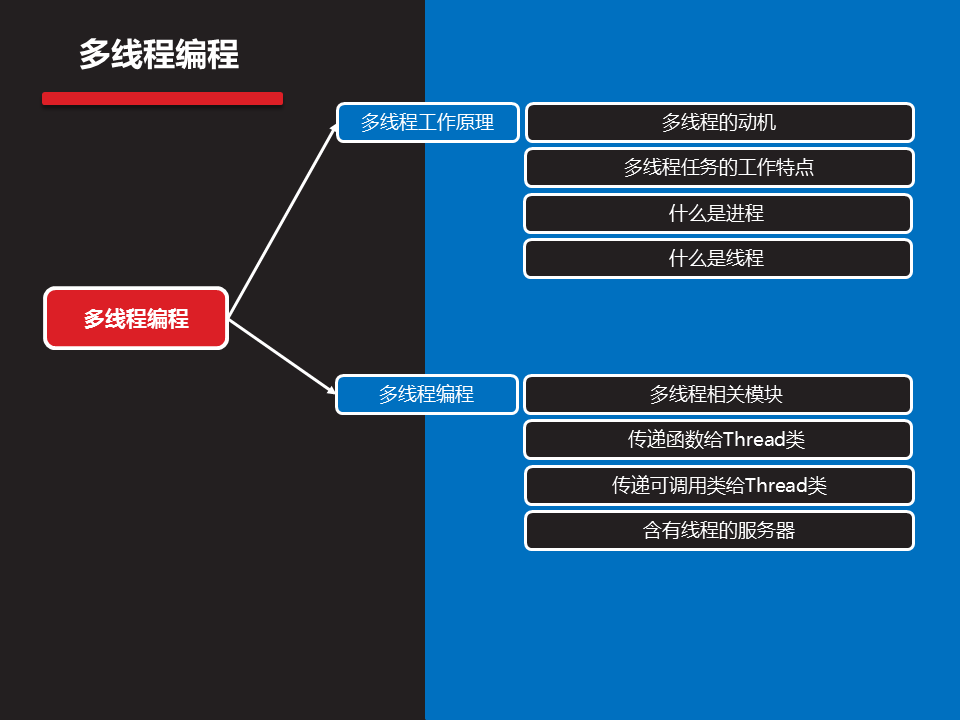 多线程编程
多线程工作原理
多线程的动机
多线程任务的工作特点
什么是进程
什么是线程
多线程编程
多线程编程
多线程相关模块
传递函数给Thread类
传递可调用类给Thread类
含有线程的服务器